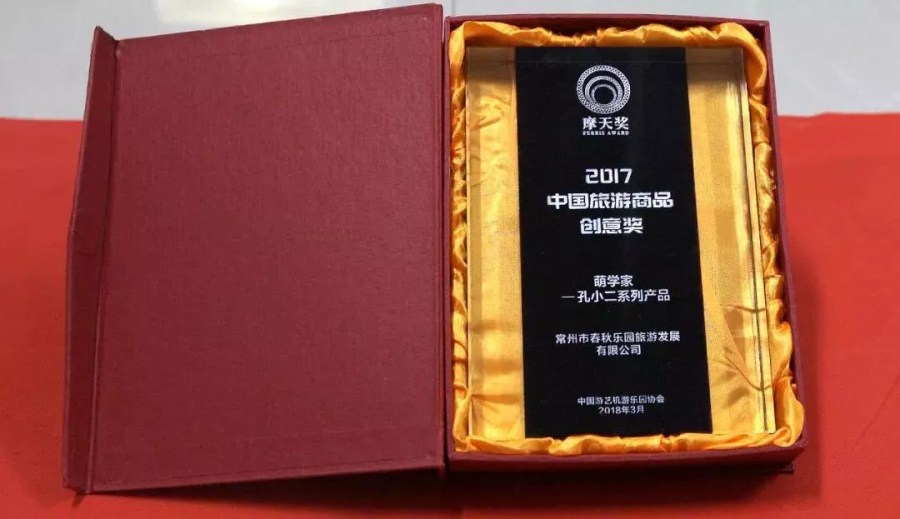 摩天奖
FERRIS AWARD
2017
中国旅游商品
创意奖
萌学家
—孔小二系列产品
常州市春秋乐园旅游发展
有限公司
中国游艺机游乐园协会
2018年3月